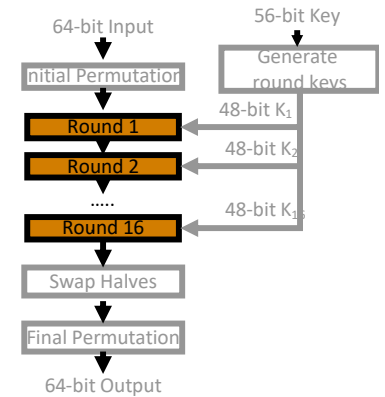 64-bit Input
56-bit Key
nitial Permutation
Generate
round keys
Round 1
48-bit K1
Round 2
48-bit K2
.....
Round 16
48-bit K16
Swap Halves
Final Permutation
64-bit Output